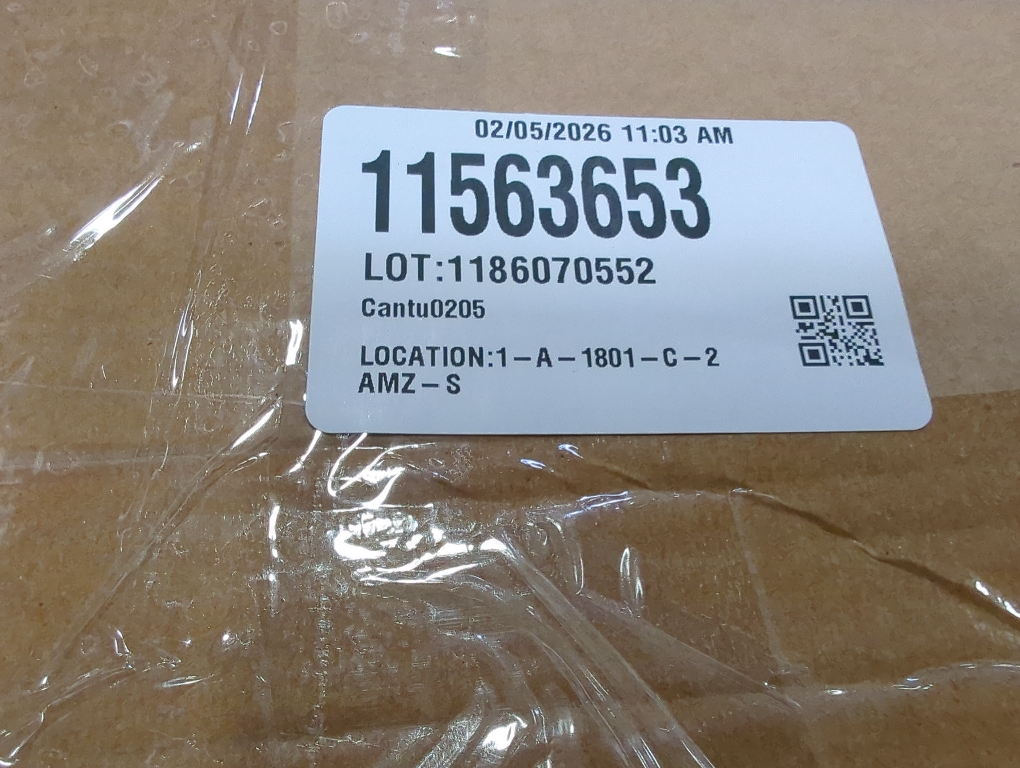 02/05/2026 11:03 AM
11563653
LOT:1186070552
Cantu0205
LOCATION:1-A-1801-C-2
AMZ-S